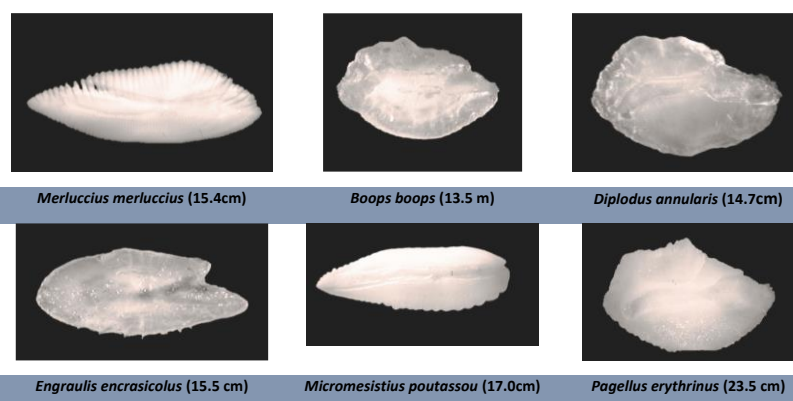 Merluccius merluccius (15.4cm)
Boops boops (13.5 m)
Diplodus annularis (14.7cm)
Engraulis encrasicolus (15.5 cm)
Micromesistius poutassou (17.0cm)
Pagellus erythrinus (23.5 cm)